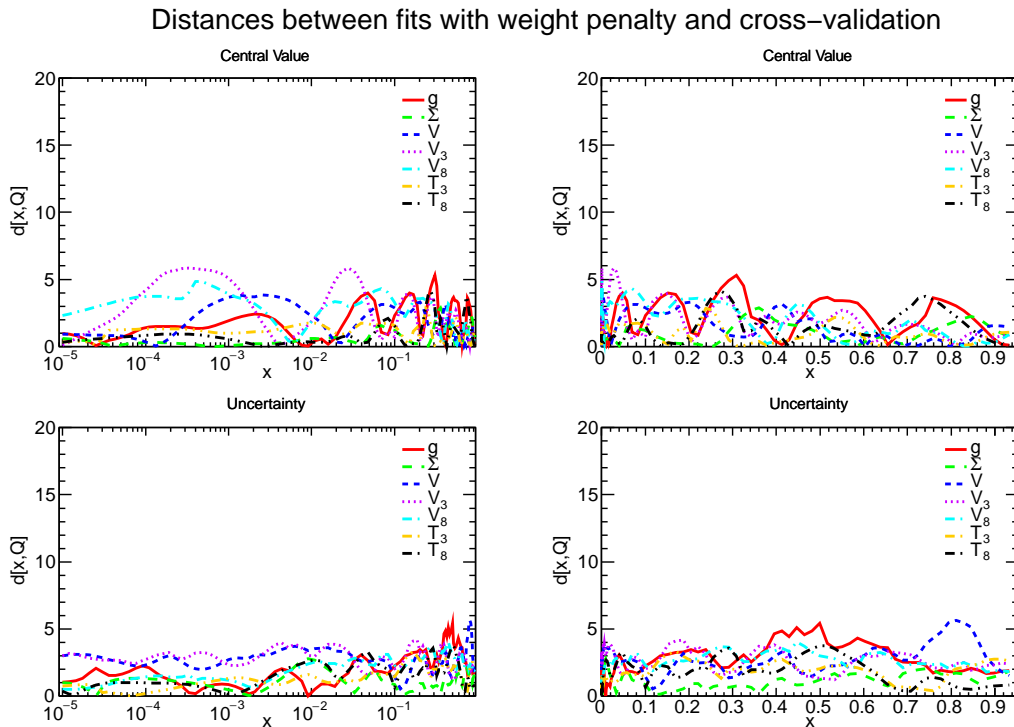 Distances between fits with weight penalty and cross−validation
Central Value
d[x,Q]
20
15
10
5
0
g
Σ
V
V3
V8
T3
T8
10−5 10−4 10−3 10−2 10−1
x
Central Value
d[x,Q]
20
15
10
5
0
g
Σ
V
V3
V8
T3
T8
0 0.1 0.2 0.3 0.4 0.5 0.6 0.7 0.8 0.9
x
Uncertainty
d[x,Q]
20
15
10
5
0
g
Σ
V
V3
V8
T3
T8
10−5 10−4 10−3 10−2 10−1
x
Uncertainty
d[x,Q]
20
15
10
5
0
g
Σ
V
V3
V8
T3
T8
0 0.1 0.2 0.3 0.4 0.5 0.6 0.7 0.8 0.9
x